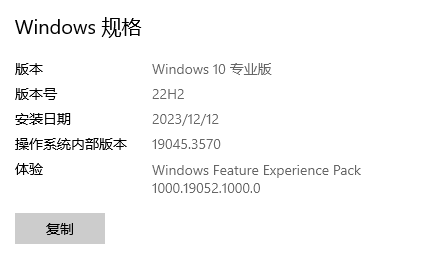 Windows 规格
版本 Windows 10 专业版
版本号 22H2
安装日期 2023/12/12
操作系统内部版本 19045.3570
体验 Windows Feature Experience Pack
1000.19052.1000.0
复制